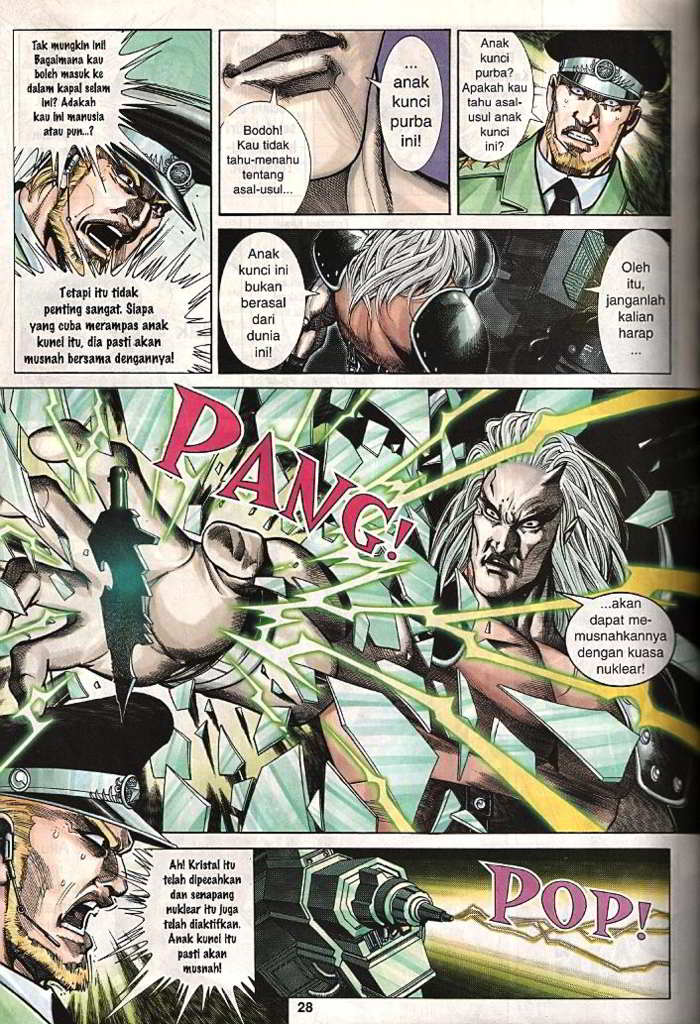 Tak mungkin ini!
Bagaimana kau
boleh masuk ke
dalam kapal selam
ini? Adakah
kau ini manusia
atau pun...?
Tetapi itu tidak
penting sangat. Siapa
yang cuba merampas anak
kunci itu, dia pasti akan
musnah bersama dengannya!
Bodoh!
Kau tidak
tahu-menahu
tentang
asal-usul...
...
anak
kunci
purba
ini!
Anak
kunci
purba?
Apakah kau
tahu asal-
usul anak
kunci
ini?
Anak
kunci ini
bukan
berasal
dari
dunia
ini!
Oleh
itu,
janganlah
kalian
harap
...
PANG!
...akan
dapat me-
musnahkannya
dengan kuasa
nuklear!
Ah! Kristal itu
telah dipecahkan
dan senapang
nuklear itu juga
telah diaktifkan.
Anak kunci itu
pasti akan
musnah!
POP!
28